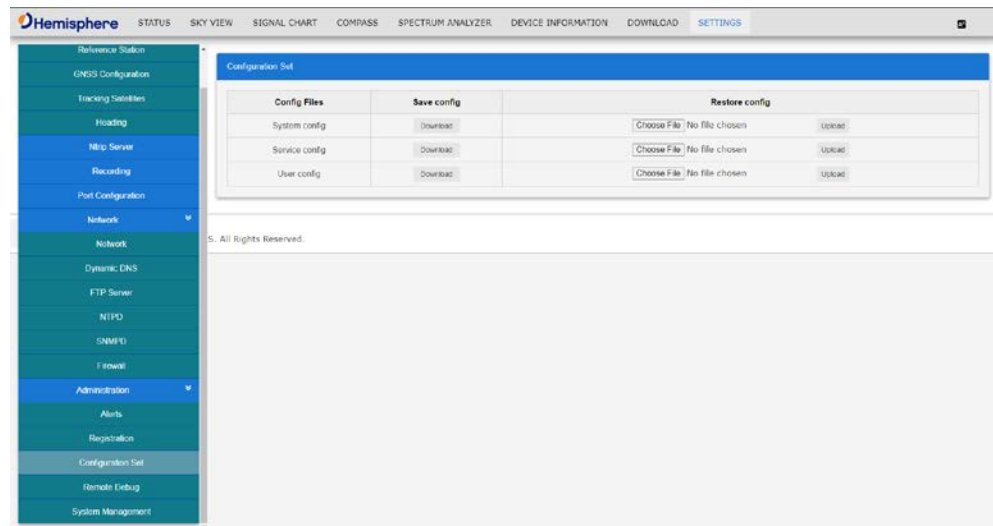 Hemisphere STATUS SKY VIEW SIGNAL CHART COMPASS SPECTRUM ANALYZER DEVICE INFORMATION DOWNLOAD SETTINGS
Reference Station
GNSS Configuration
Tracking Satellites
Heading
Ntrip Server
Recording
Port Configuration
Network
Network
Dynamic DNS
FTP Server
NTPD
SNMPD
Firewall
Administration
Alerts
Registration
Configuration Set
Remote Debug
System Management
Configuration Set
Config Files Save config Restore config
System config Download Choose File No file chosen Upload
Service config Download Choose File No file chosen Upload
User config Download Choose File No file chosen Upload
S. All Rights Reserved.